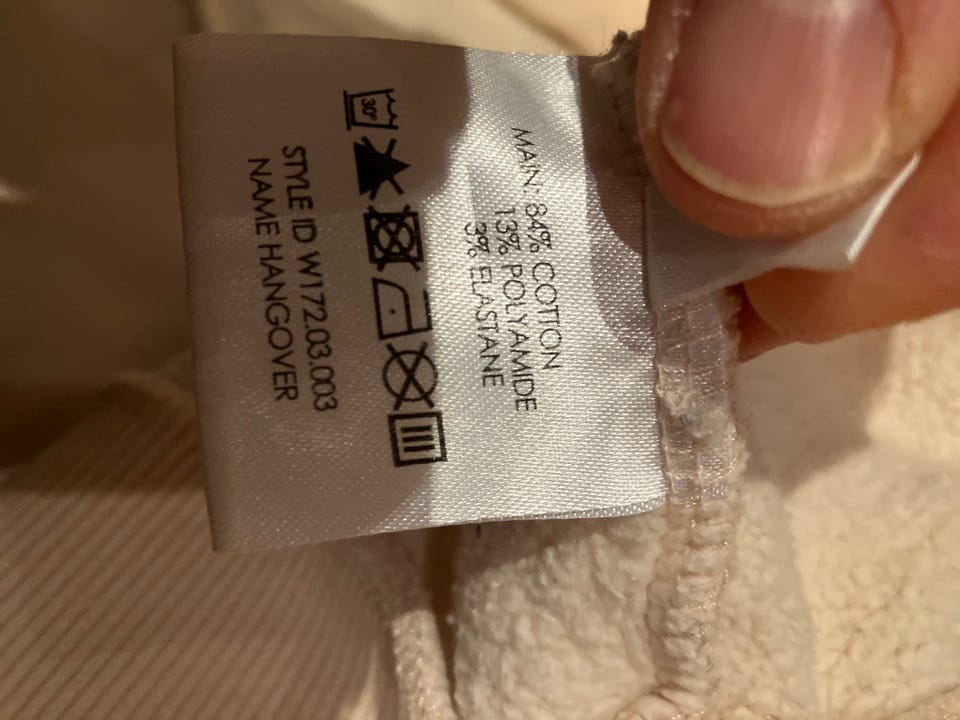 MAIN: 84% COTTON
13% POLYAMIDE
3% ELASTANE
30°
STYLE ID W172.03.003
NAME HANGOVER